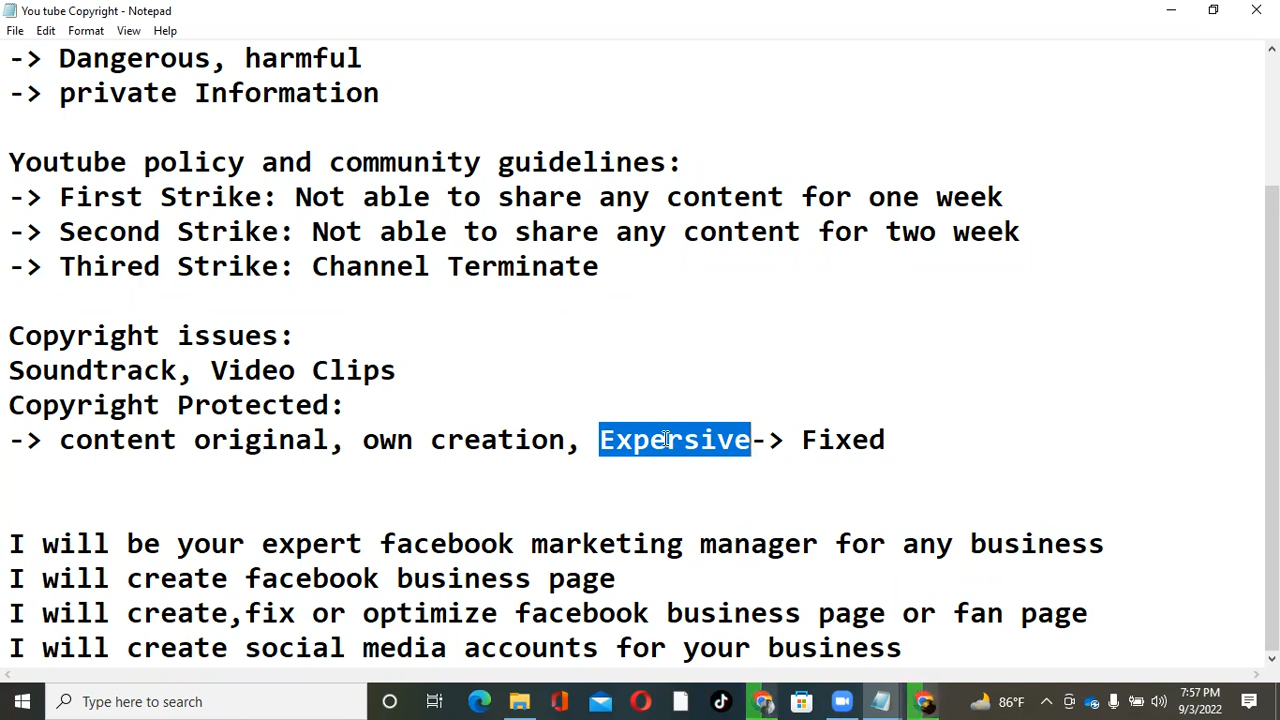 You tube Copyright - Notepad
File Edit Format View Help
-> Dangerous, harmful
-> private Information
Youtube policy and community guidelines:
-> First Strike: Not able to share any content for one week
-> Second Strike: Not able to share any content for two week
-> Thired Strike: Channel Terminate
Copyright issues:
Soundtrack, Video Clips
Copyright Protected:
-> content original, own creation, Expersive-> Fixed
I will be your expert facebook marketing manager for any business
I will create facebook business page
I will create,fix or optimize facebook business page or fan page
I will create social media accounts for your business
Type here to search
86°F
7:57 PM
9/3/2022